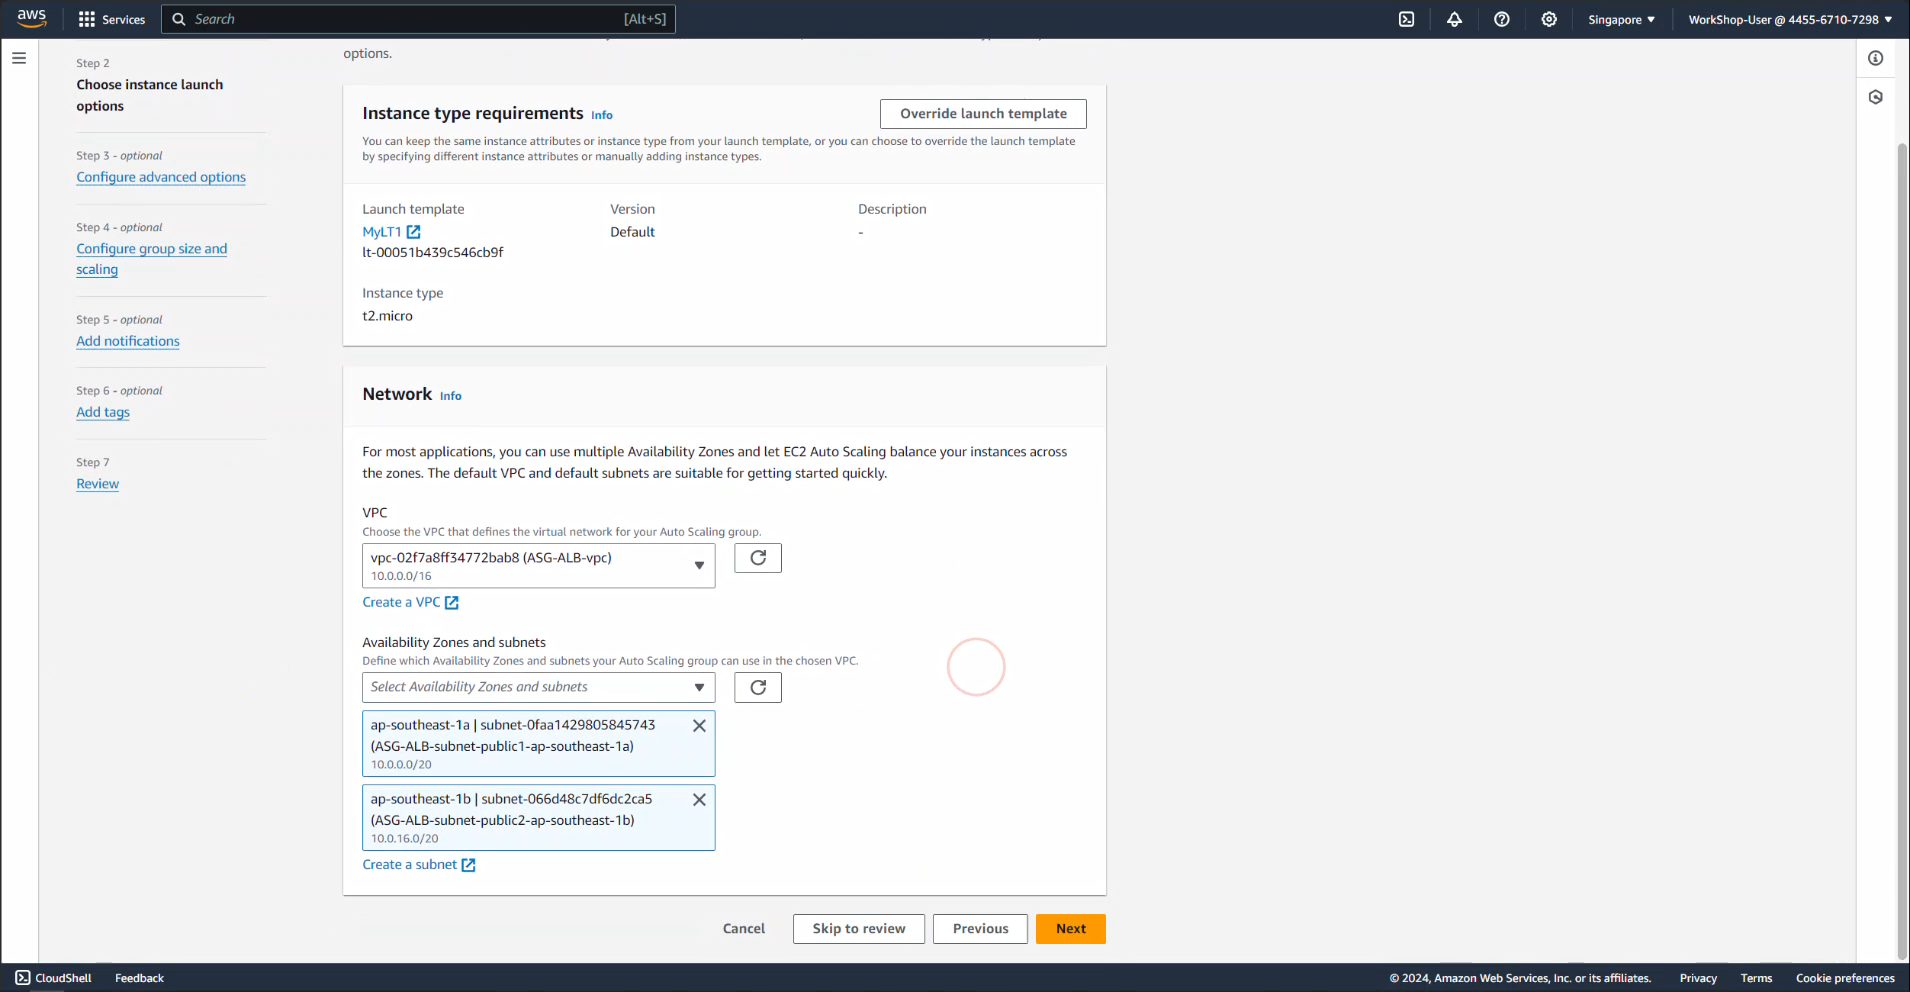 aws
Services
Search
[Alt+S]
Singapore
WorkShop-User @ 4455-6710-7298
Step 2
Choose instance launch
options
Step 3 - optional
Configure advanced options
Step 4 - optional
Configure group size and
scaling
Step 5 - optional
Add notifications
Step 6 - optional
Add tags
Step 7
Review
options.
Instance type requirements Info
Override launch template
You can keep the same instance attributes or instance type from your launch template, or you can choose to override the launch template
by specifying different instance attributes or manually adding instance types.
Launch template
MyLT1
lt-00051b439c546cb9f
Version
Default
Description
-
Instance type
t2.micro
Network Info
For most applications, you can use multiple Availability Zones and let EC2 Auto Scaling balance your instances across
the zones. The default VPC and default subnets are suitable for getting started quickly.
VPC
Choose the VPC that defines the virtual network for your Auto Scaling group.
vpc-02f7a8ff34772bab8 (ASG-ALB-vpc)
10.0.0.0/16
Create a VPC
Availability Zones and subnets
Define which Availability Zones and subnets your Auto Scaling group can use in the chosen VPC.
Select Availability Zones and subnets
ap-southeast-1a | subnet-0faa1429805845743
(ASG-ALB-subnet-public1-ap-southeast-1a)
10.0.0.0/20
ap-southeast-1b | subnet-066d48c7df6dc2ca5
(ASG-ALB-subnet-public2-ap-southeast-1b)
10.0.16.0/20
Create a subnet
Cancel
Skip to review
Previous
Next
CloudShell
Feedback
© 2024, Amazon Web Services, Inc. or its affiliates.
Privacy
Terms
Cookie preferences